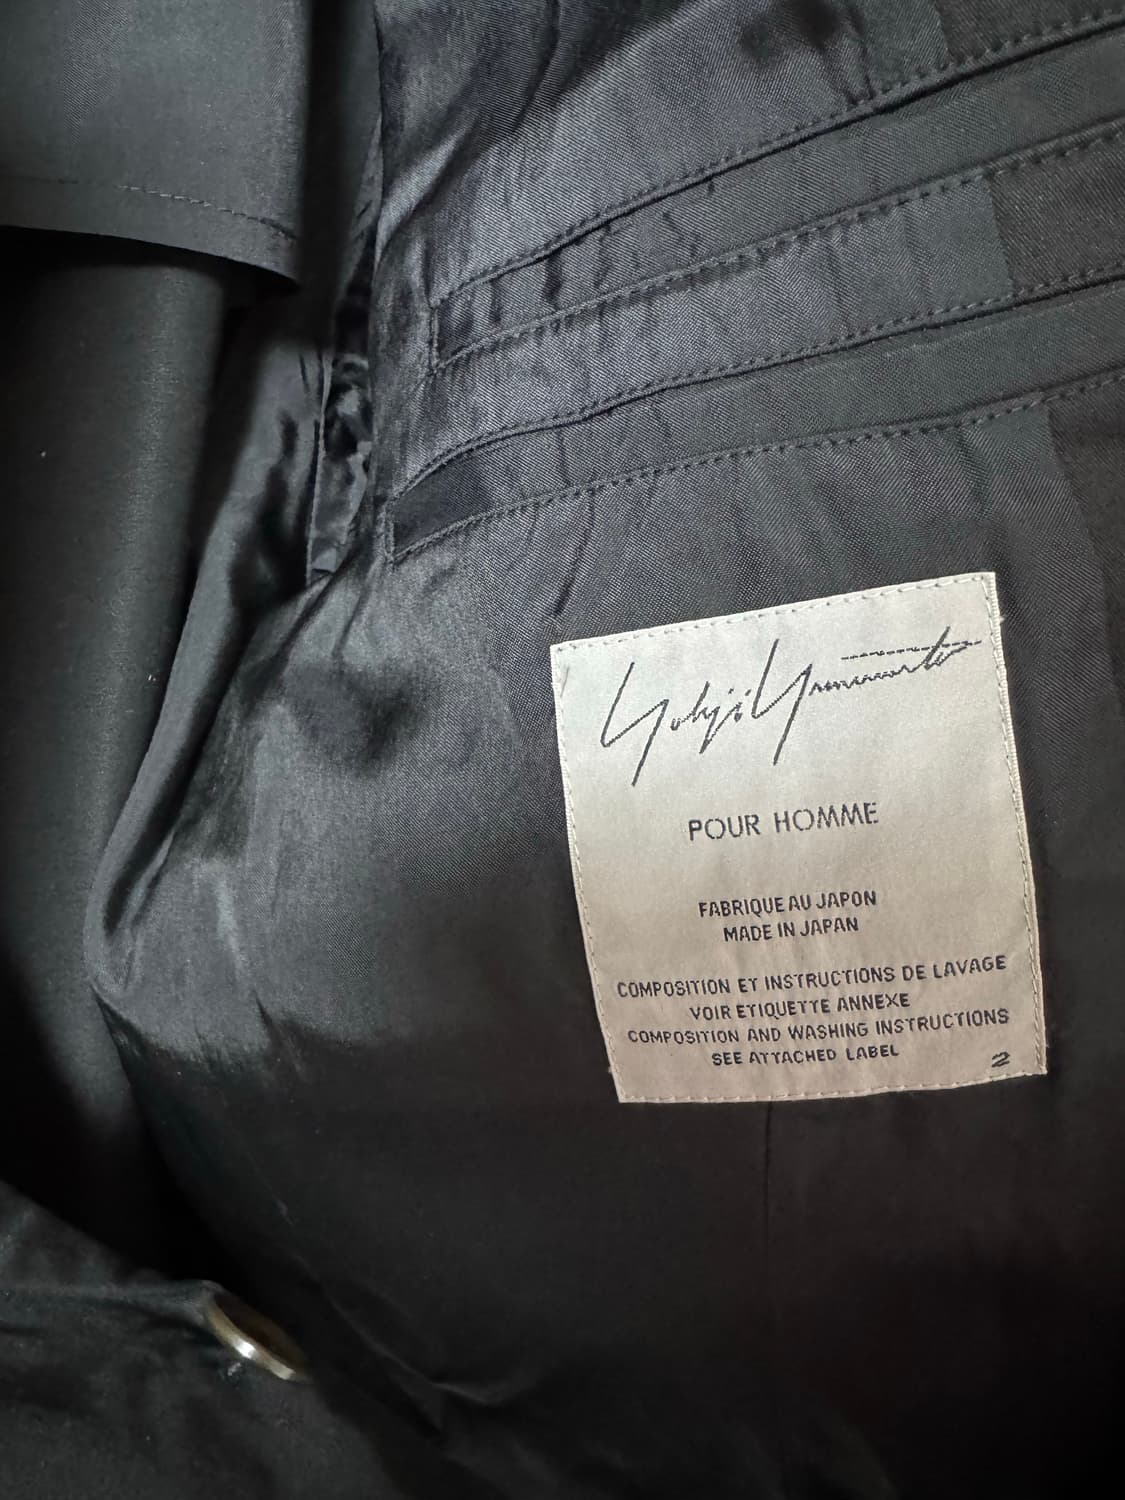 Yohji Yamamoto
POUR HOMME
FABRIQUE AU JAPON
MADE IN JAPAN
COMPOSITION ET INSTRUCTIONS DE LAVAGE
VOIR ETIQUETTE ANNEXE
COMPOSITION AND WASHING INSTRUCTIONS
SEE ATTACHED LABEL
2